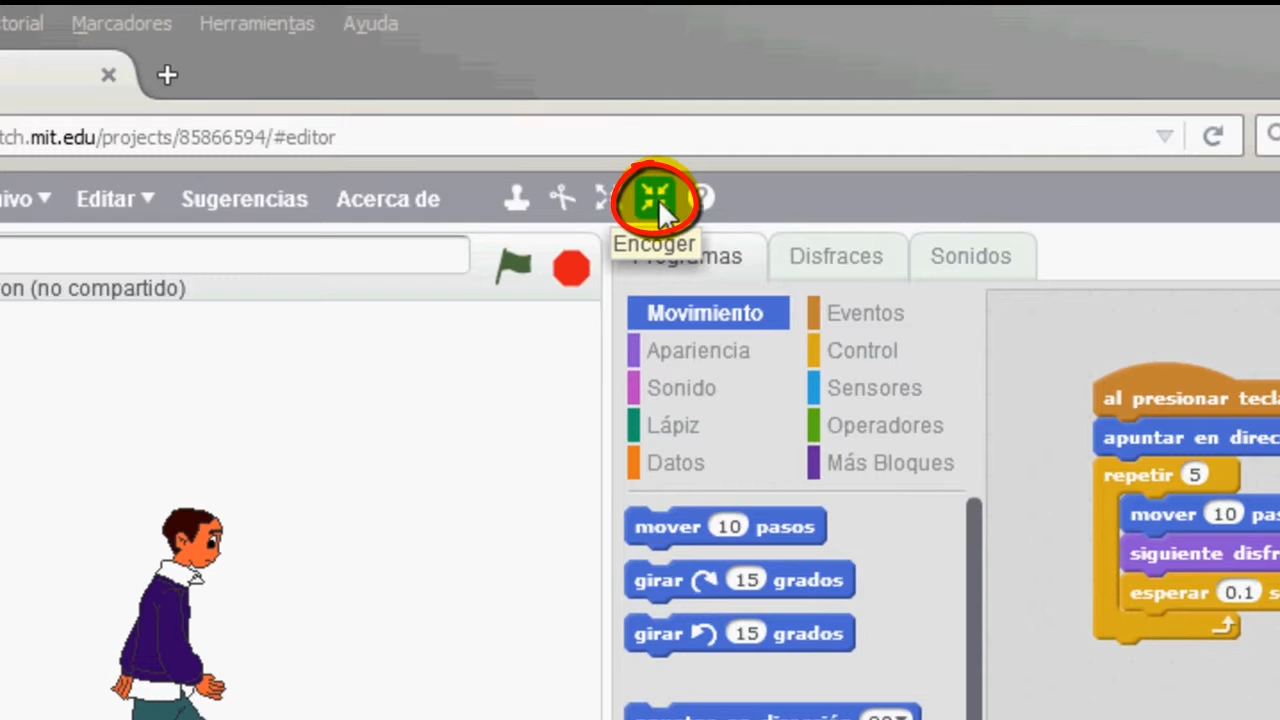 torial Marcadores Herramientas Ayuda
tch.mit.edu/projects/85866594/#editor
ivo Editar Sugerencias Acerca de
Encoger
Programas Disfraces Sonidos
on (no compartido)
Movimiento Eventos
Apariencia Control
Sonido Sensores
Lápiz Operadores
Datos Más Bloques
al presionar tecla
apuntar en direc
repetir 5
mover 10 pas
siguiente disfr
esperar 0.1 s
mover 10 pasos
girar 15 grados
girar 15 grados